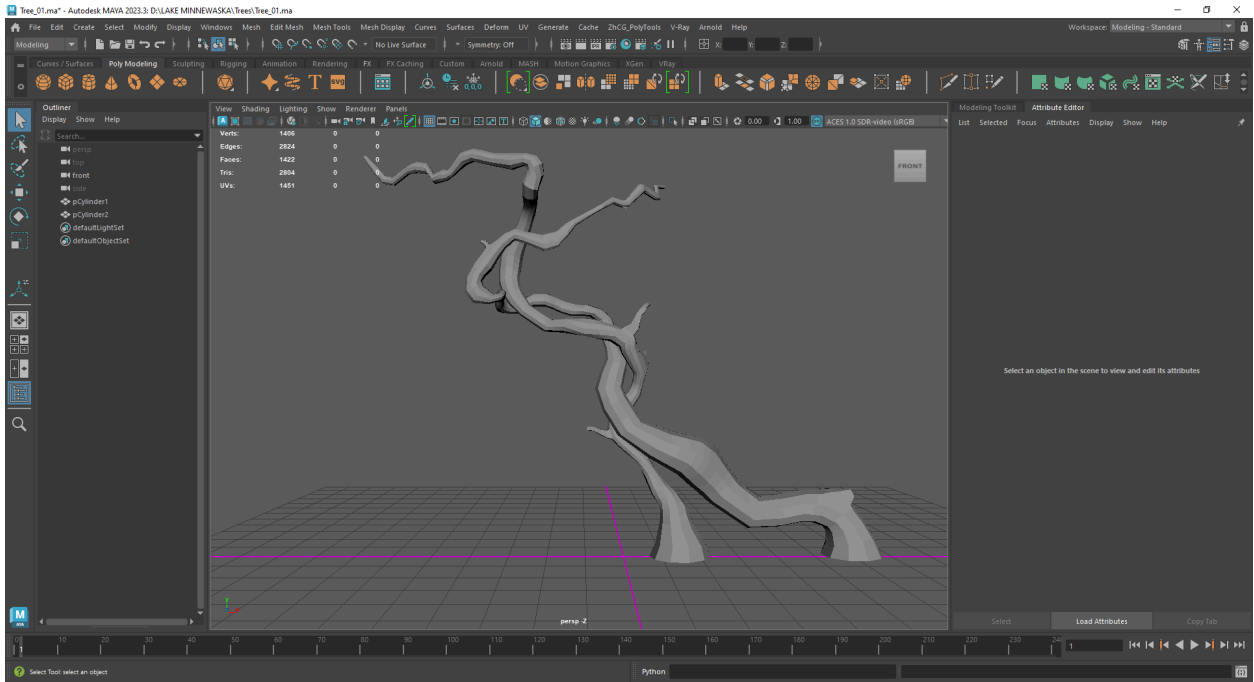 Tree_01.ma* - Autodesk MAYA 2023.3: D:\LAKE MINNEWASKA\Trees\Tree_01.ma
File Edit Create Select Modify Display Windows Mesh Edit Mesh Mesh Tools Mesh Display Curves Surfaces Deform UV Generate Cache ZhCG_PolyTools V-Ray Arnold Help
Workspace: Modeling - Standard
Modeling No Live Surface Symmetry: Off X: Y: Z:
Curves / Surfaces Poly Modeling Sculpting Rigging Animation Rendering FX FX Caching Custom Arnold MASH Motion Graphics XGen VRay
T SVG 0,0,0
Outliner
Display Show Help
Search...
persp
top
front
side
pCylinder1
pCylinder2
defaultLightSet
defaultObjectSet
View Shading Lighting Show Renderer Panels
0.00 1.00 ACES 1.0 SDR-video (sRGB)
Verts: 1406 0 0
Edges: 2824 0 0
Faces: 1422 0 0
Tris: 2804 0 0
UVs: 1451 0 0
FRONT
persp -Z
Modeling Toolkit Attribute Editor
List Selected Focus Attributes Display Show Help
Select an object in the scene to view and edit its attributes
Select Load Attributes Copy Tab
M
0 10 20 30 40 50 60 70 80 90 100 110 120 130 140 150 160 170 180 190 200 210 220 230 24
1 1
Select Tool: select an object
Python